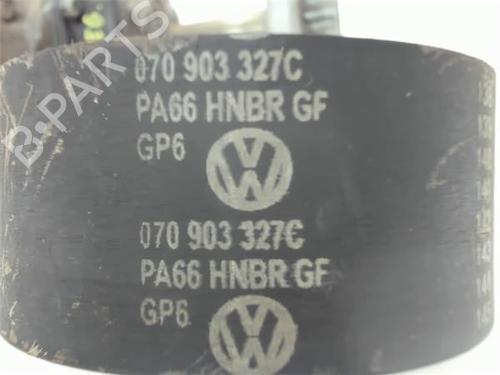 070 903 327C
PA66 HNBR GF
GP6
070 903 327C
PA66 HNBR GF
GP6
B-PARTS